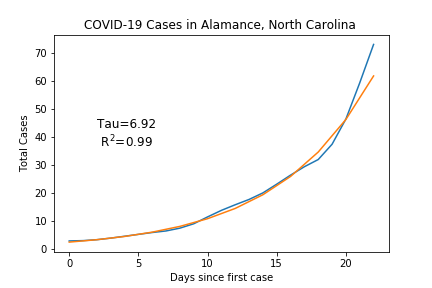 COVID-19 Cases in Alamance, North Carolina
Total Cases
70
60
50
40
30
20
10
0
Tau=6.92
R²=0.99
0 5 10 15 20
Days since first case